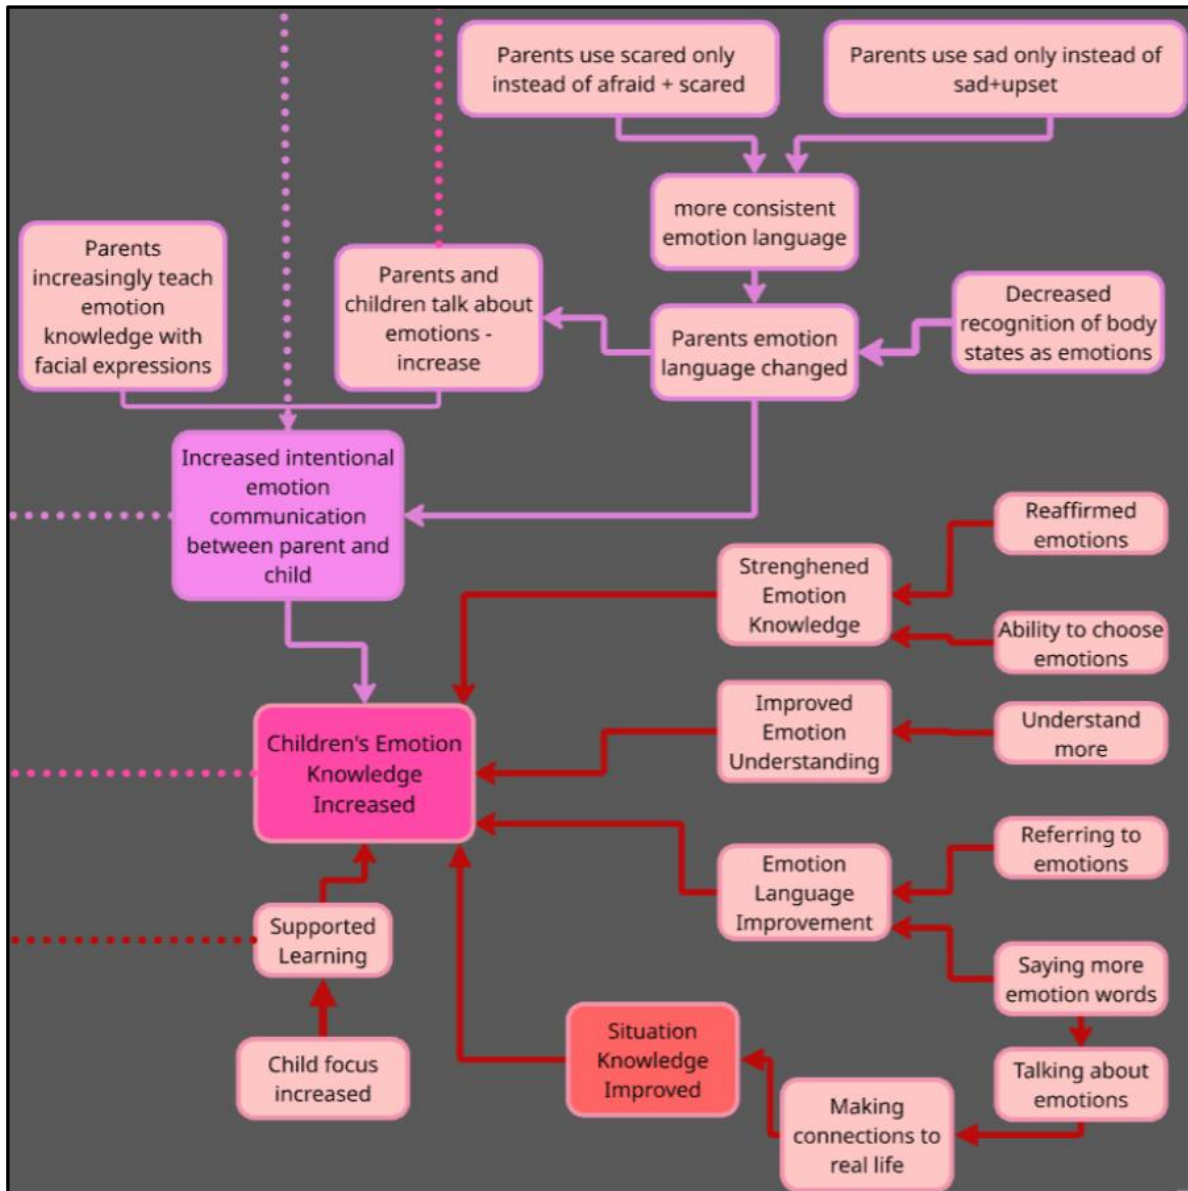 Parents use scared only
instead of afraid + scared
Parents use sad only instead of
sad+upset
more consistent
emotion language
Parents
increasingly teach
emotion
knowledge with
facial expressions
Parents and
children talk about
emotions -
increase
Parents emotion
language changed
Decreased
recognition of body
states as emotions
Increased intentional
emotion
communication
between parent and
child
Reaffirmed
emotions
Strenghened
Emotion
Knowledge
Ability to choose
emotions
Children's Emotion
Knowledge
Increased
Improved
Emotion
Understanding
Understand
more
Referring to
emotions
Emotion
Language
Improvement
Supported
Learning
Saying more
emotion words
Situation
Knowledge
Improved
Child focus
increased
Talking about
emotions
Making
connections to
real life